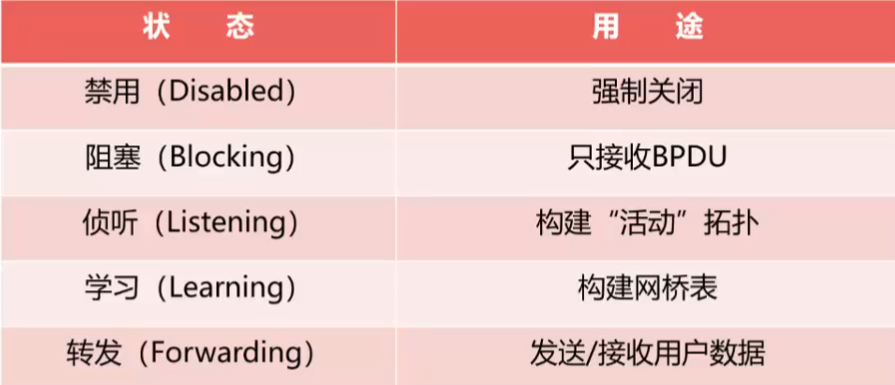 状 态 用 途
禁用（Disabled） 强制关闭
阻塞（Blocking） 只接收BPDU
侦听（Listening） 构建“活动”拓扑
学习（Learning） 构建网桥表
转发（Forwarding） 发送/接收用户数据